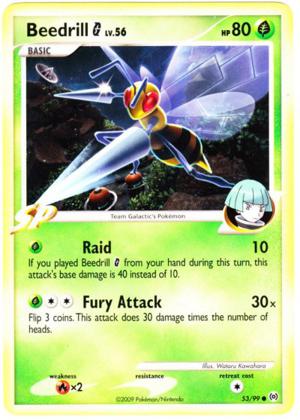 Beedrill G LV.56 HP 80
BASIC
SP
Team Galactic's Pokémon
Raid 10
If you played Beedrill G from your hand during this turn, this
attack's base damage is 40 instead of 10.
Fury Attack 30×
Flip 3 coins. This attack does 30 damage times the number of
heads.
Illus. Wataru Kawahara
weakness resistance retreat cost
×2
©2009 Pokémon/Nintendo 53/99